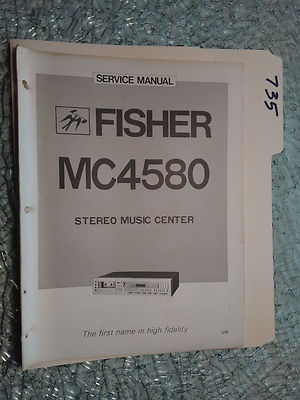 SERVICE MANUAL
735
FISHER
MC4580
STEREO MUSIC CENTER
The first name in high fidelity